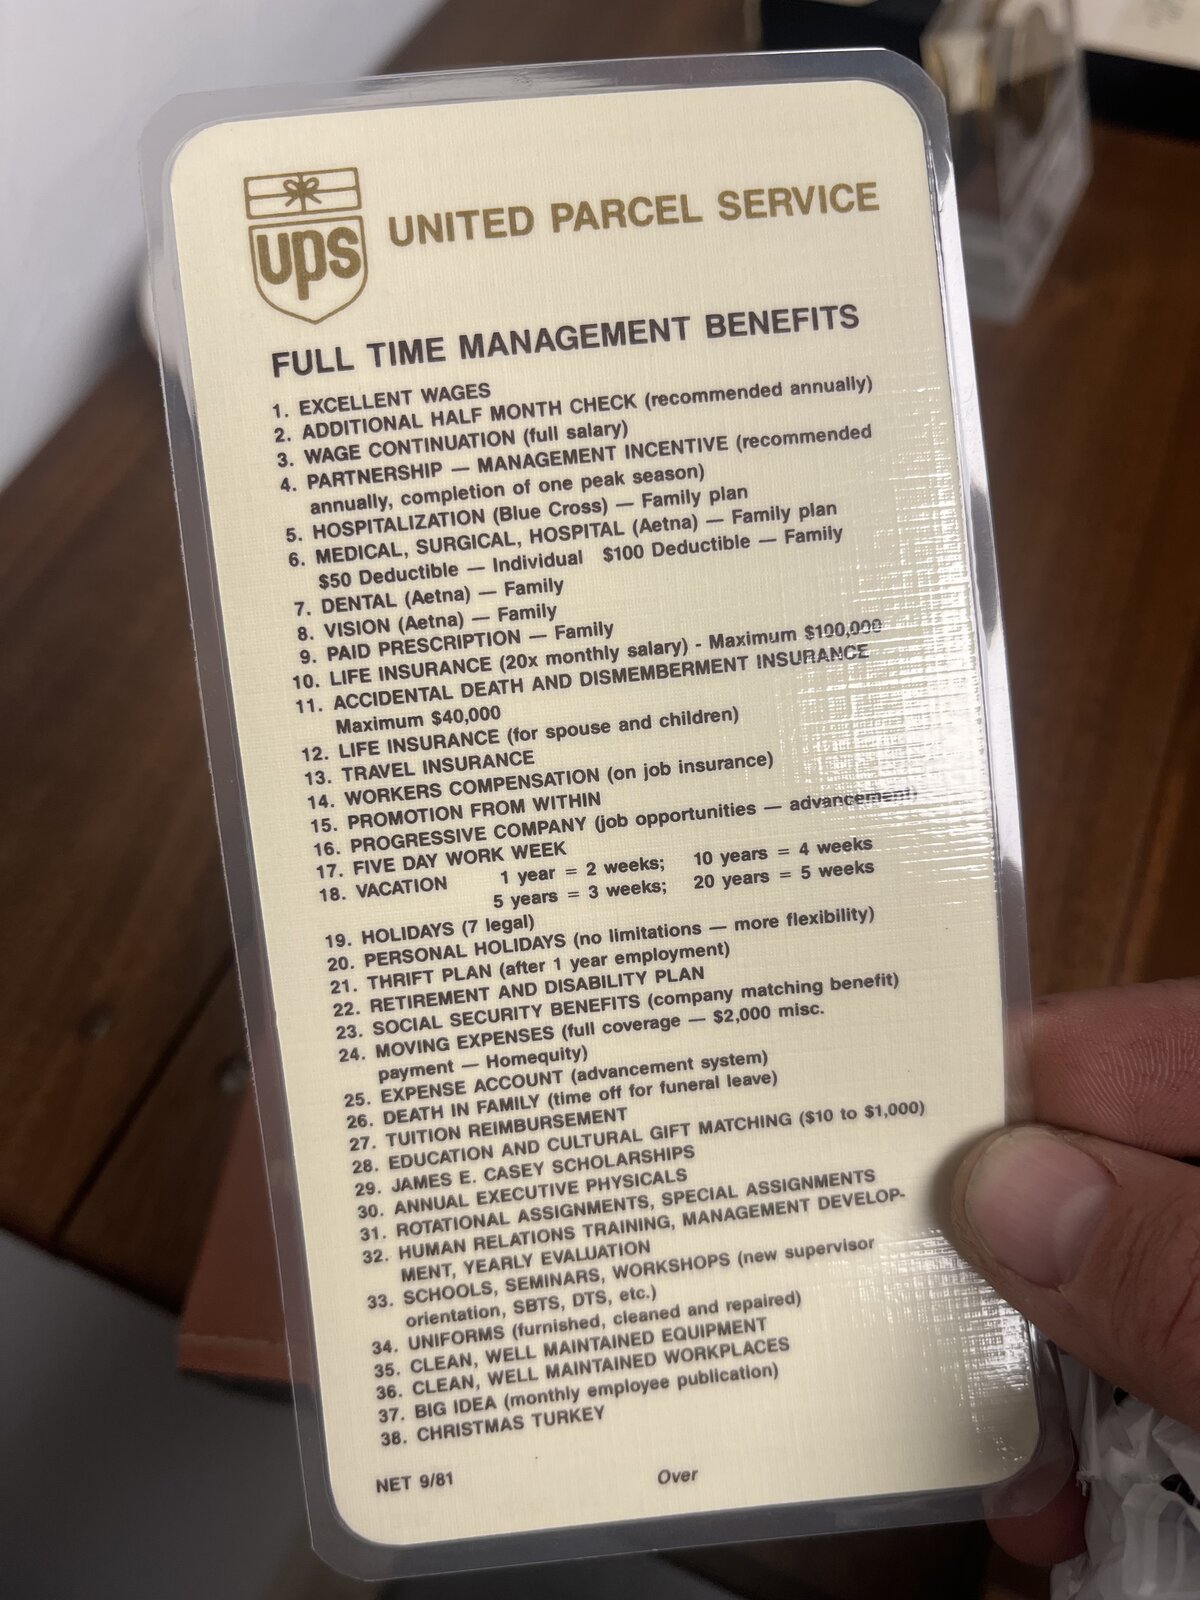 ups
UNITED PARCEL SERVICE
FULL TIME MANAGEMENT BENEFITS
1. EXCELLENT WAGES
2. ADDITIONAL HALF MONTH CHECK (recommended annually)
3. WAGE CONTINUATION (full salary)
4. PARTNERSHIP — MANAGEMENT INCENTIVE (recommended
annually, completion of one peak season)
5. HOSPITALIZATION (Blue Cross) — Family plan
6. MEDICAL, SURGICAL, HOSPITAL (Aetna) — Family plan
$50 Deductible — Individual $100 Deductible — Family
7. DENTAL (Aetna) — Family
8. VISION (Aetna) — Family
9. PAID PRESCRIPTION — Family
10. LIFE INSURANCE (20x monthly salary) - Maximum $100,000
11. ACCIDENTAL DEATH AND DISMEMBERMENT INSURANCE
Maximum $40,000
12. LIFE INSURANCE (for spouse and children)
13. TRAVEL INSURANCE
14. WORKERS COMPENSATION (on job insurance)
15. PROMOTION FROM WITHIN
16. PROGRESSIVE COMPANY (job opportunities — advancement)
17. FIVE DAY WORK WEEK
18. VACATION 1 year = 2 weeks; 10 years = 4 weeks
5 years = 3 weeks; 20 years = 5 weeks
19. HOLIDAYS (7 legal)
20. PERSONAL HOLIDAYS (no limitations — more flexibility)
21. THRIFT PLAN (after 1 year employment)
22. RETIREMENT AND DISABILITY PLAN
23. SOCIAL SECURITY BENEFITS (company matching benefit)
24. MOVING EXPENSES (full coverage — $2,000 misc.
payment — Homequity)
25. EXPENSE ACCOUNT (advancement system)
26. DEATH IN FAMILY (time off for funeral leave)
27. TUITION REIMBURSEMENT
28. EDUCATION AND CULTURAL GIFT MATCHING ($10 to $1,000)
29. JAMES E. CASEY SCHOLARSHIPS
30. ANNUAL EXECUTIVE PHYSICALS
31. ROTATIONAL ASSIGNMENTS, SPECIAL ASSIGNMENTS
32. HUMAN RELATIONS TRAINING, MANAGEMENT DEVELOP-
MENT, YEARLY EVALUATION
33. SCHOOLS, SEMINARS, WORKSHOPS (new supervisor
orientation, SBTS, DTS, etc.)
34. UNIFORMS (furnished, cleaned and repaired)
35. CLEAN, WELL MAINTAINED EQUIPMENT
36. CLEAN, WELL MAINTAINED WORKPLACES
37. BIG IDEA (monthly employee publication)
38. CHRISTMAS TURKEY
NET 9/81 Over